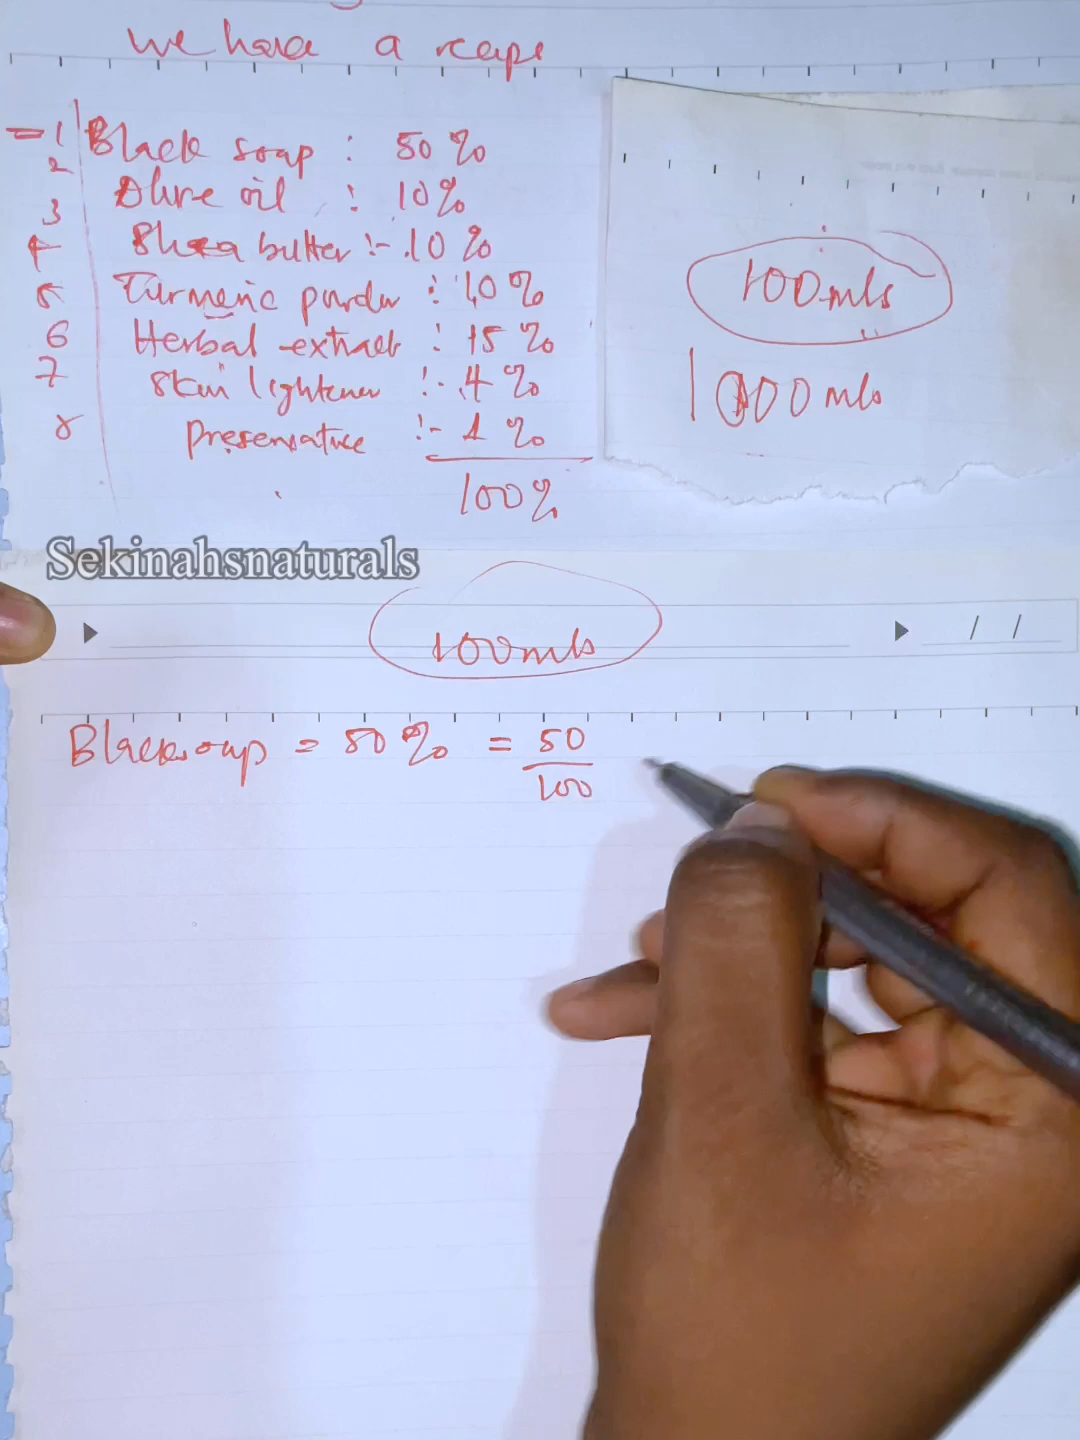 We have a recipe
1 Black soap : 50%
2 Olive oil : 10%
3 Shea butter :- 10%
4 Turmeric powder : 10%
5 Herbal extract : 15%
6 Skin lightener :- 4%
7 Preservative :- 1%
8
100%
100mls
1000mls
Sekinahsnaturals
100mls
/ /
Blacksoap = 50% = 50
100